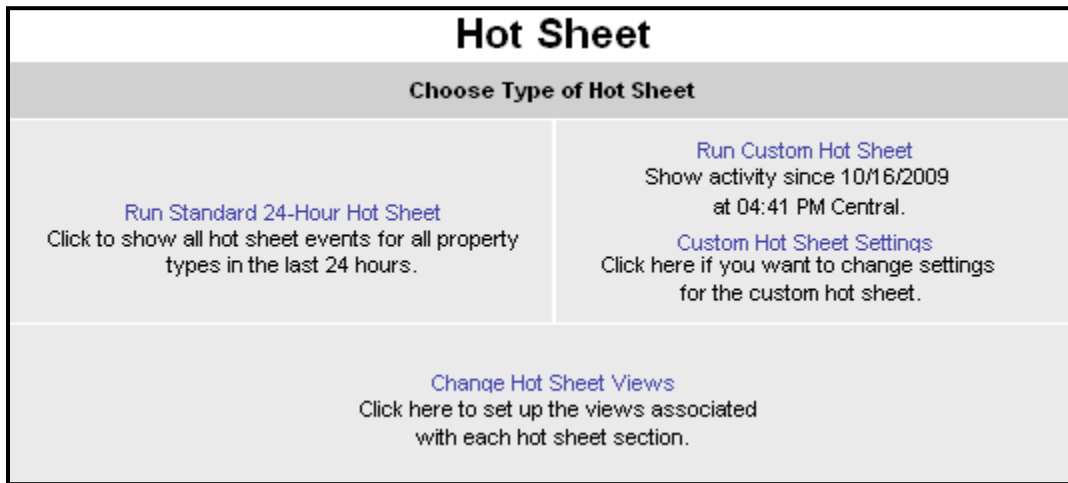 Hot Sheet
Choose Type of Hot Sheet
Run Standard 24-Hour Hot Sheet
Click to show all hot sheet events for all property
types in the last 24 hours.
Run Custom Hot Sheet
Show activity since 10/16/2009
at 04:41 PM Central.
Custom Hot Sheet Settings
Click here if you want to change settings
for the custom hot sheet.
Change Hot Sheet Views
Click here to set up the views associated
with each hot sheet section.